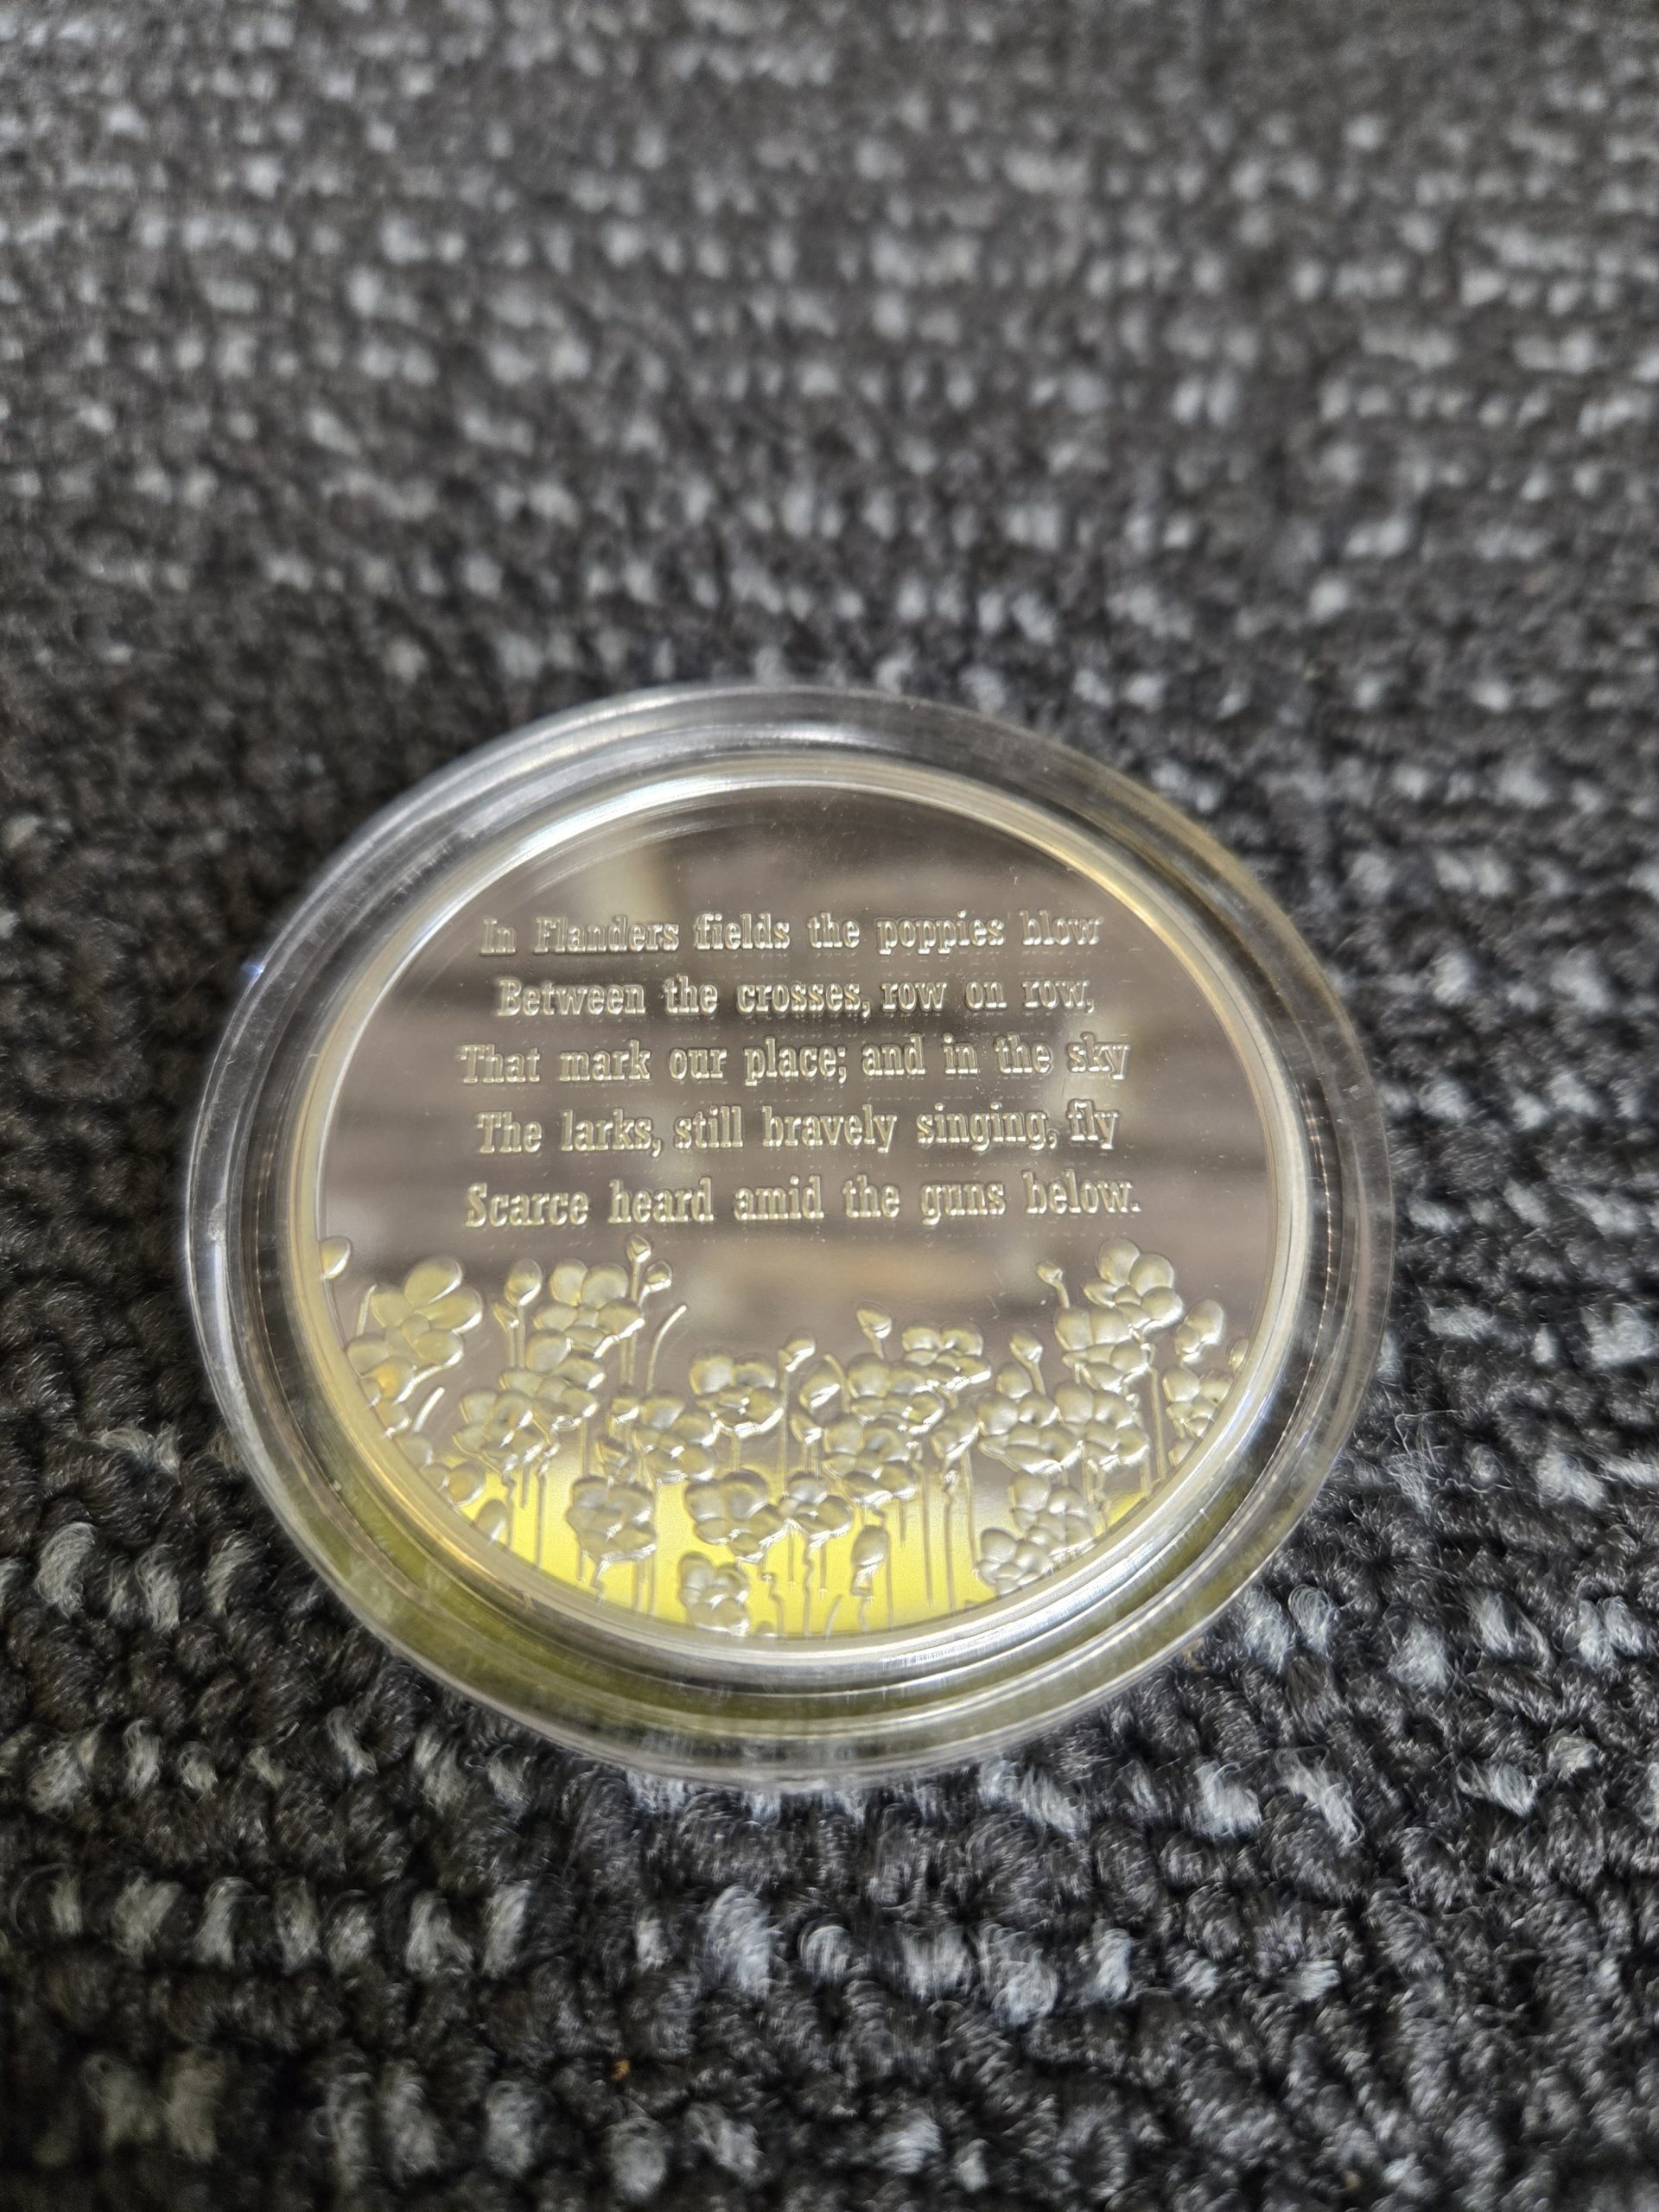 In Flanders fields the poppies blow
Between the crosses, row on row,
That mark our place; and in the sky
The larks, still bravely singing, fly
Scarce heard amid the guns below.